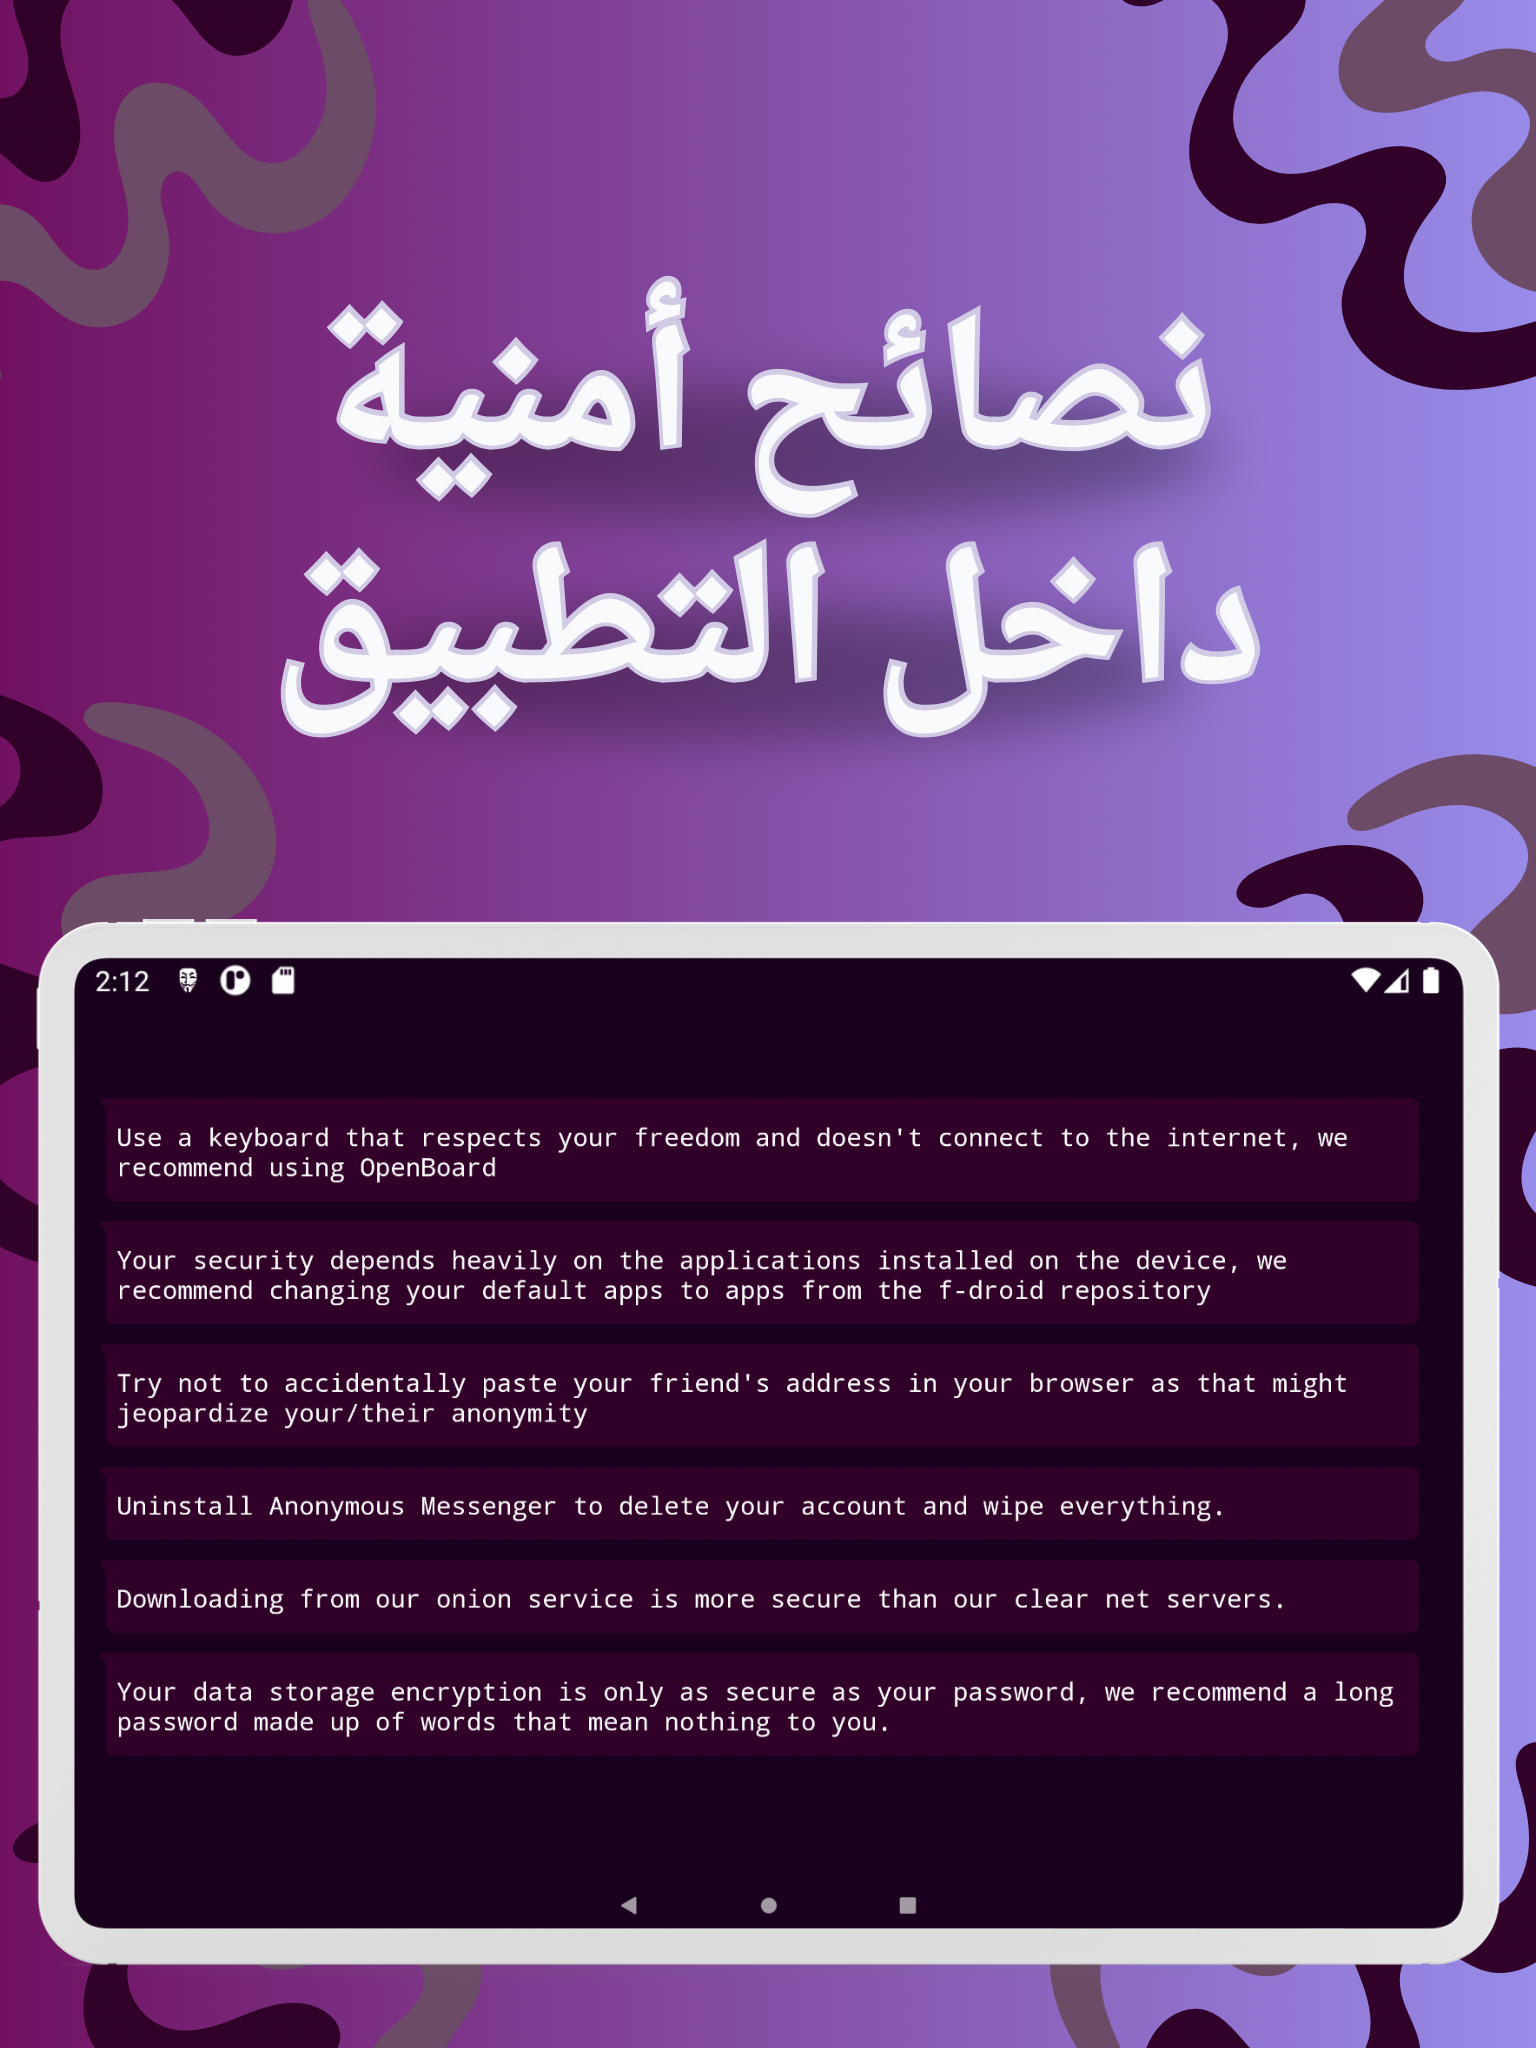 نصائح أمنية
داخل التطبيق
2:12
Use a keyboard that respects your freedom and doesn't connect to the internet, we
recommend using OpenBoard
Your security depends heavily on the applications installed on the device, we
recommend changing your default apps to apps from the f-droid repository
Try not to accidentally paste your friend's address in your browser as that might
jeopardize your/their anonymity
Uninstall Anonymous Messenger to delete your account and wipe everything.
Downloading from our onion service is more secure than our clear net servers.
Your data storage encryption is only as secure as your password, we recommend a long
password made up of words that mean nothing to you.